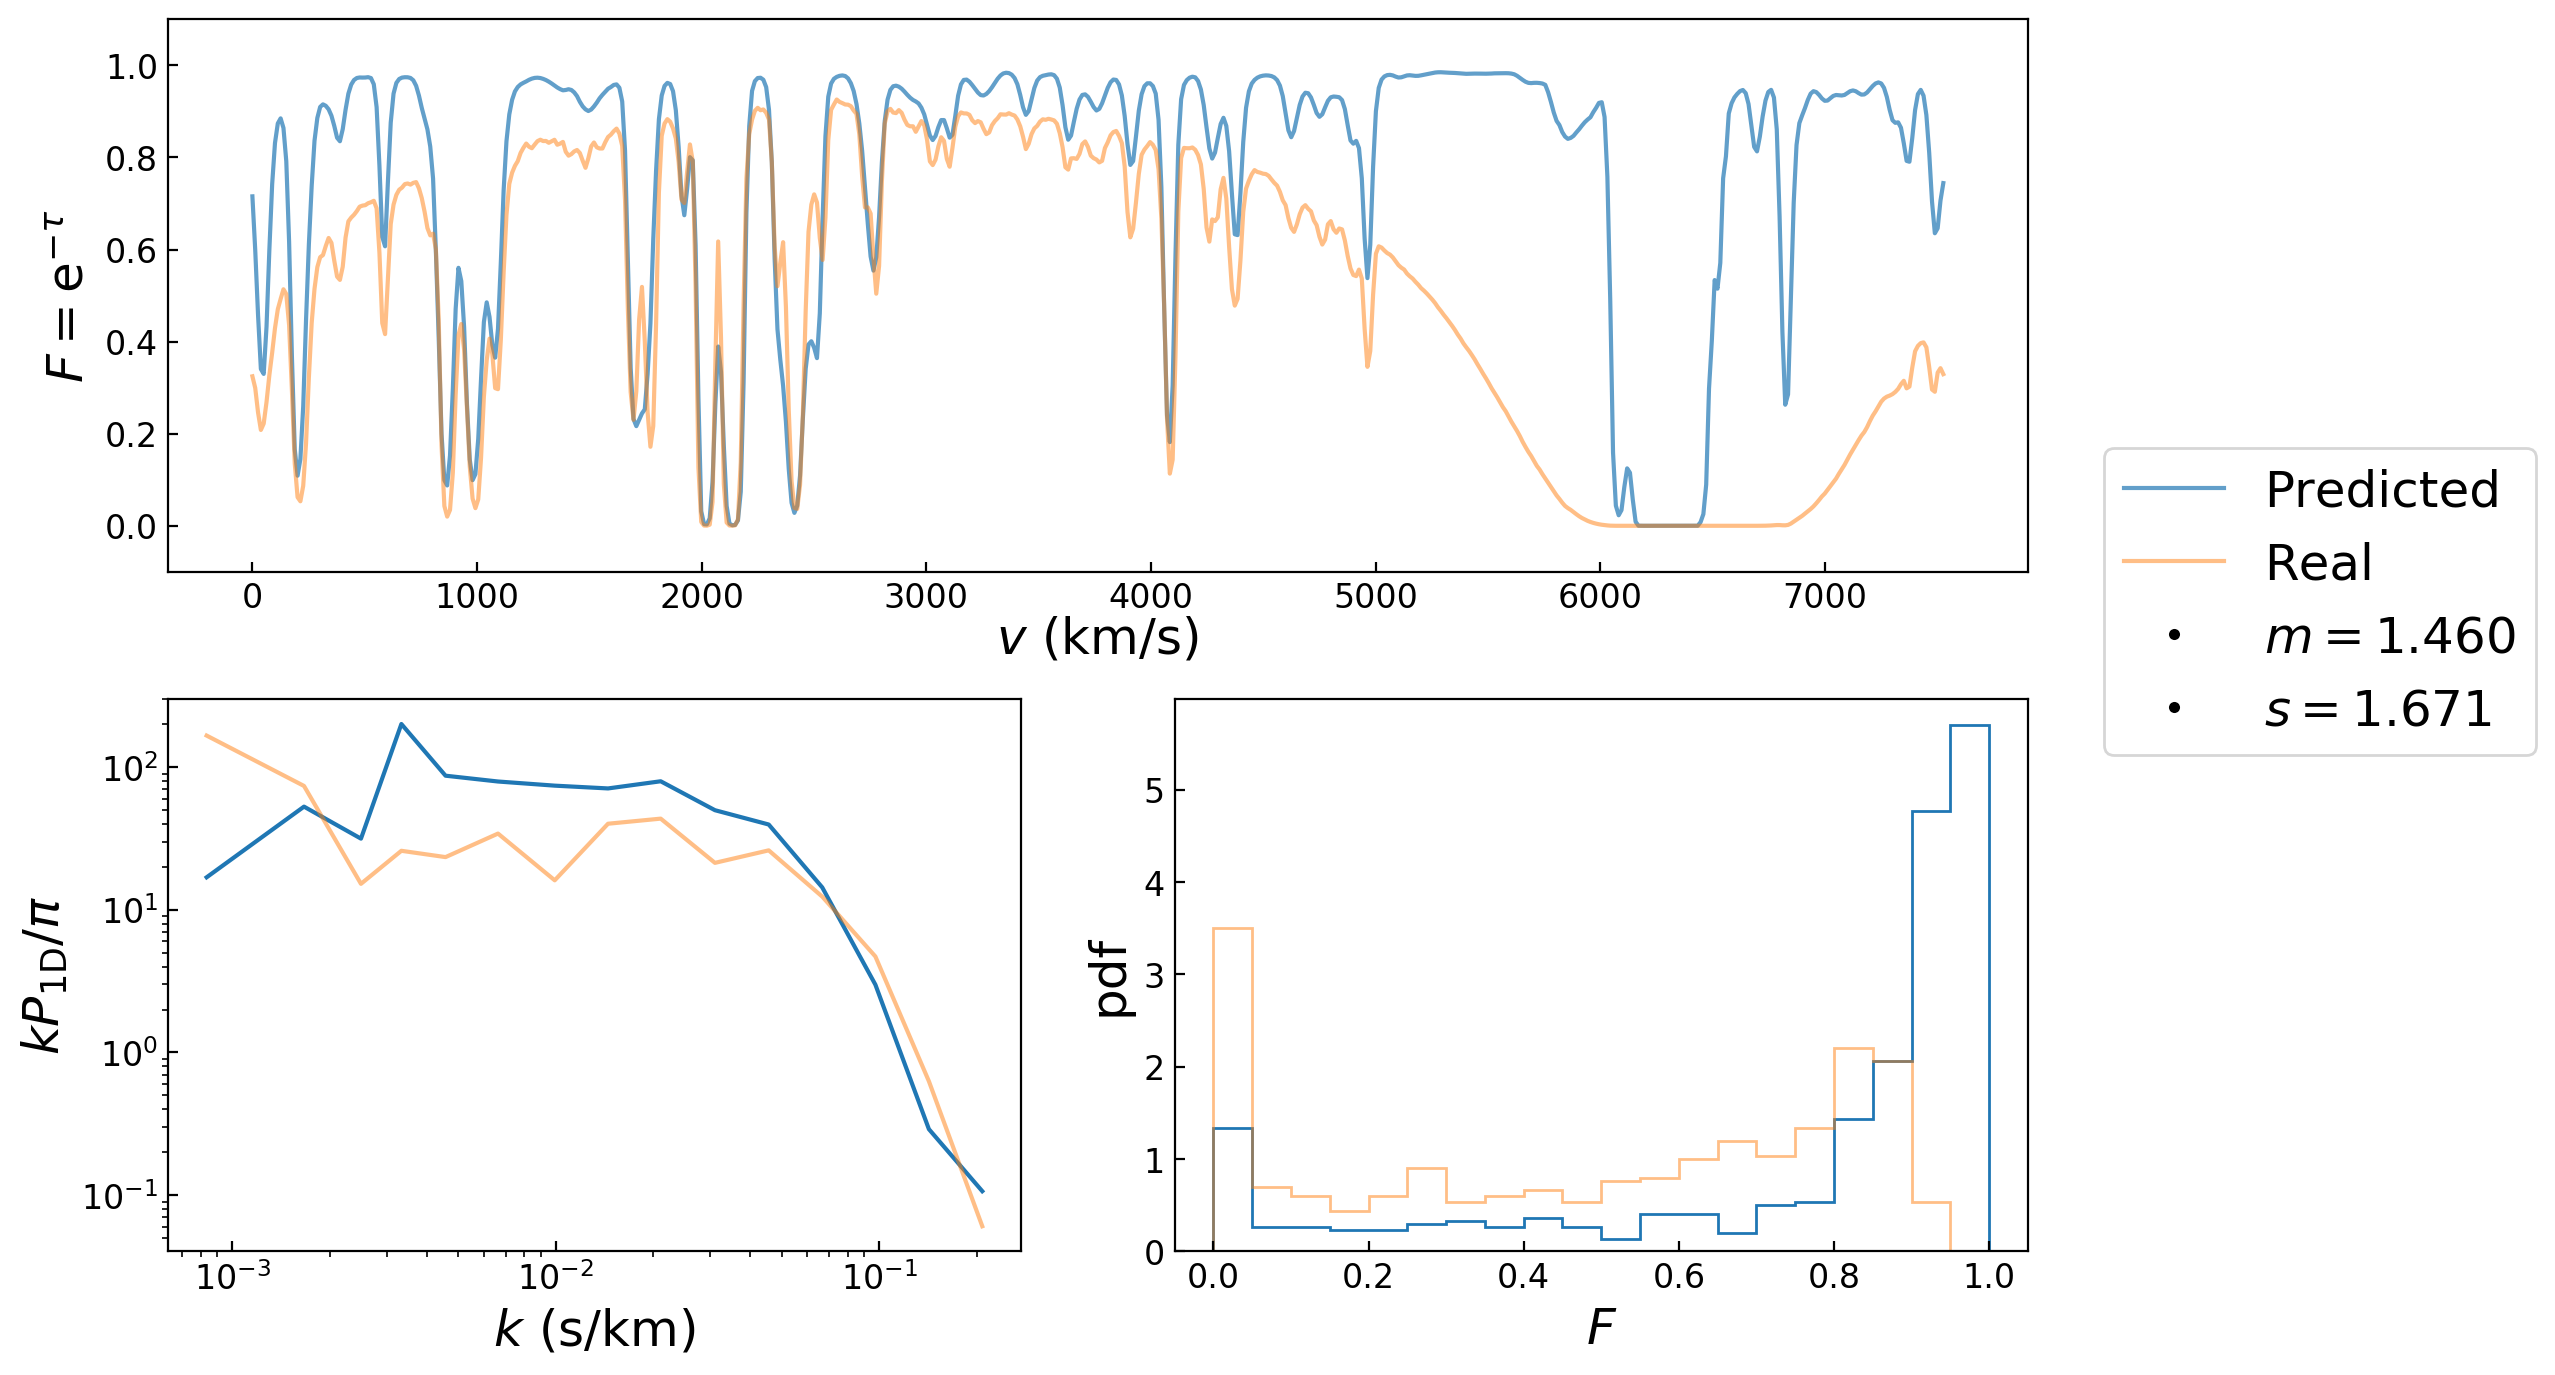 1.0
0.8
0.6
0.4
0.2
0.0
F = e^{−τ}
0 1000 2000 3000 4000 5000 6000 7000
v (km/s)
Predicted
Real
m = 1.460
s = 1.671
10^2
10^1
10^0
10^{−1}
kP_{1D}/π
10^{−3} 10^{−2} 10^{−1}
k (s/km)
5
4
3
2
1
0
pdf
0.0 0.2 0.4 0.6 0.8 1.0
F